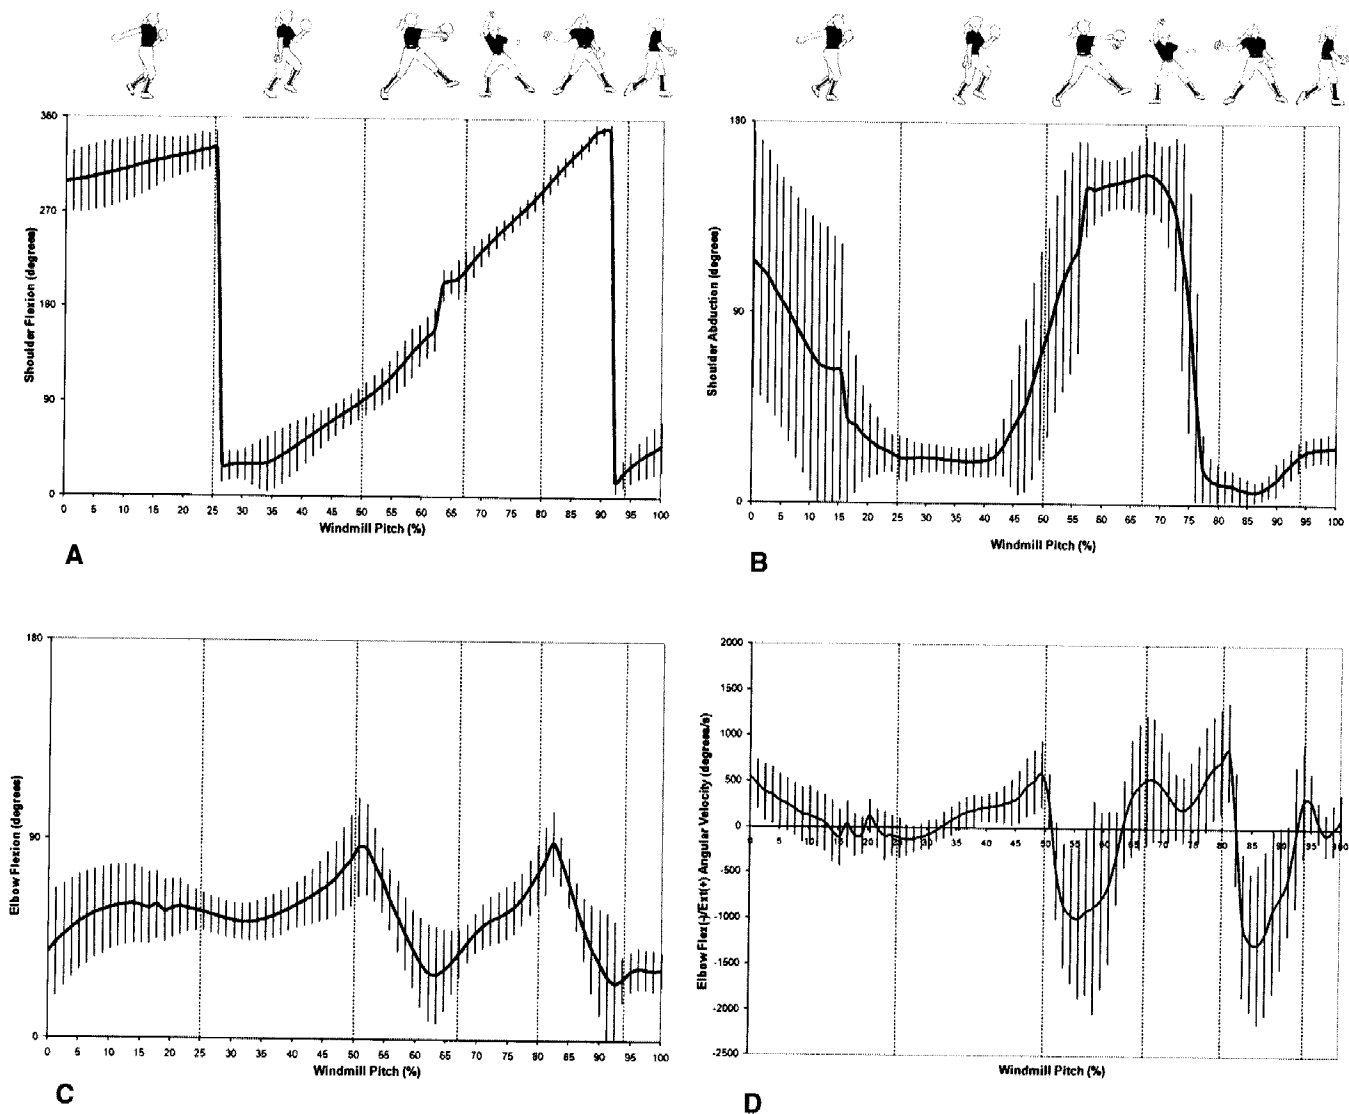 360
270
180
90
0
Shoulder Flexion (degrees)
0 5 10 15 20 25 30 35 40 45 50 55 60 65 70 75 80 85 90 95 100
Windmill Pitch (%)
A
180
90
0
Shoulder Abduction (degrees)
0 5 10 15 20 25 30 35 40 45 50 55 60 65 70 75 80 85 90 95 100
Windmill Pitch (%)
B
180
90
0
Elbow Flexion (degrees)
0 5 10 15 20 25 30 35 40 45 50 55 60 65 70 75 80 85 90 95 100
Windmill Pitch (%)
C
2000
1500
1000
500
0
-500
-1000
-1500
-2000
-2500
Elbow Flex(-)/Ext(+) Angular Velocity (degrees/s)
0 5 10 15 20 25 30 35 40 45 50 55 60 65 70 75 80 85 90 95 100
Windmill Pitch (%)
D